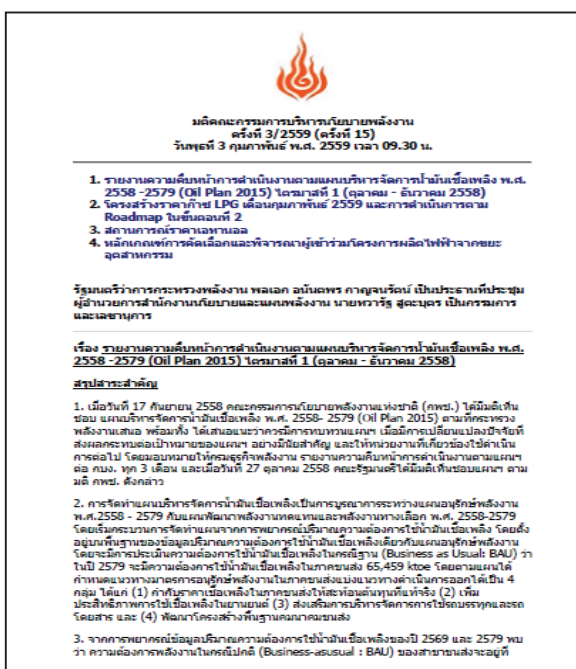 มติคณะกรรมการบริหารนโยบายพลังงาน
ครั้งที่ 3/2559 (ครั้งที่ 15)
วันพุธที่ 3 กุมภาพันธ์ พ.ศ. 2559 เวลา 09.30 น.
1. รายงานความคืบหน้าการดำเนินงานตามแผนบริหารจัดการน้ำมันเชื้อเพลิง พ.ศ.
2558 -2579 (Oil Plan 2015) ไตรมาสที่ 1 (ตุลาคม - ธันวาคม 2558)
2. โครงสร้างราคาก๊าซ LPG เดือนกุมภาพันธ์ 2559 และการดำเนินการตาม
Roadmap ในขั้นตอนที่ 2
3. สถานการณ์ราคาเอทานอล
4. หลักเกณฑ์การคัดเลือกและพิจารณาผู้เข้าร่วมโครงการผลิตไฟฟ้าจากขยะ
อุตสาหกรรม
รัฐมนตรีว่าการกระทรวงพลังงาน พลเอก อนันตพร กาญจนรัตน์ เป็นประธานที่ประชุม
ผู้อำนวยการสำนักงานนโยบายและแผนพลังงาน นายทวารัฐ สูตะบุตร เป็นกรรมการ
และเลขานุการ
เรื่อง รายงานความคืบหน้าการดำเนินงานตามแผนบริหารจัดการน้ำมันเชื้อเพลิง พ.ศ.
2558 -2579 (Oil Plan 2015) ไตรมาสที่ 1 (ตุลาคม - ธันวาคม 2558)
สรุปสาระสำคัญ
1. เมื่อวันที่ 17 กันยายน 2558 คณะกรรมการนโยบายพลังงานแห่งชาติ (กพช.) ได้มีมติเห็น
ชอบ แผนบริหารจัดการน้ำมันเชื้อเพลิง พ.ศ. 2558- 2579 (Oil Plan 2015) ตามที่กระทรวง
พลังงานเสนอ พร้อมทั้ง ได้เสนอแนะว่าควรมีการทบทวนแผนฯ เมื่อมีการเปลี่ยนแปลงปัจจัยที่
ส่งผลกระทบต่อเป้าหมายของแผนฯ อย่างมีนัยสำคัญ และให้หน่วยงานที่เกี่ยวข้องใช้ดำเนิน
การต่อไป โดยมอบหมายให้กรมธุรกิจพลังงาน รายงานความคืบหน้าการดำเนินงานตามแผนฯ
ต่อ กบง. ทุก 3 เดือน และเมื่อวันที่ 27 ตุลาคม 2558 คณะรัฐมนตรีได้มีมติเห็นชอบแผนฯ ตาม
มติ กพช. ดังกล่าว
2. การจัดทำแผนบริหารจัดการน้ำมันเชื้อเพลิงเป็นการบูรณาการระหว่างแผนอนุรักษ์พลังงาน
พ.ศ.2558 - 2579 กับแผนพัฒนาพลังงานทดแทนและพลังงานทางเลือก พ.ศ. 2558-2579
โดยเริ่มกระบวนการจัดทำแผนจากการพยากรณ์ปริมาณความต้องการใช้น้ำมันเชื้อเพลิง โดยตั้ง
อยู่บนพื้นฐานของข้อมูลปริมาณความต้องการใช้น้ำมันเชื้อเพลิงเดียวกับแผนอนุรักษ์พลังงาน
โดยจะมีการประเมินความต้องการใช้น้ำมันเชื้อเพลิงในกรณีฐาน (Business as Usual: BAU) ว่า
ในปี 2579 จะมีความต้องการใช้น้ำมันเชื้อเพลิงในภาคขนส่ง 65,459 ktoe โดยตามแผนได้
กำหนดแนวทางมาตรการอนุรักษ์พลังงานในภาคขนส่งแบ่งแนวทางดำเนินการออกได้เป็น 4
กลุ่ม ได้แก่ (1) กำกับราคาเชื้อเพลิงในภาคขนส่งให้สะท้อนต้นทุนที่แท้จริง (2) เพิ่ม
ประสิทธิภาพการใช้เชื้อเพลิงในยานยนต์ (3) ส่งเสริมการบริหารจัดการการใช้รถบรรทุกและรถ
โดยสาร และ (4) พัฒนาโครงสร้างพื้นฐานคมนาคมขนส่ง
3. จากการพยากรณ์ข้อมูลปริมาณความต้องการใช้น้ำมันเชื้อเพลิงของปี 2569 และ 2579 พบ
ว่า ความต้องการพลังงานในกรณีปกติ (Business-asusual : BAU) ของสาขาขนส่งจะอยู่ที่